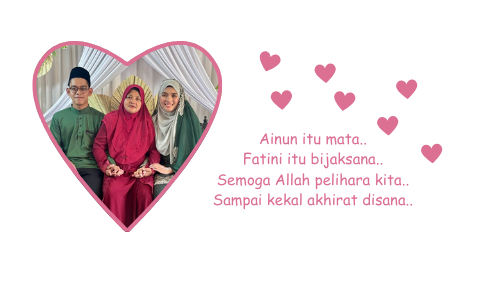 Ainun itu mata..
Fatini itu bijaksana..
Semoga Allah pelihara kita..
Sampai kekal akhirat disana..